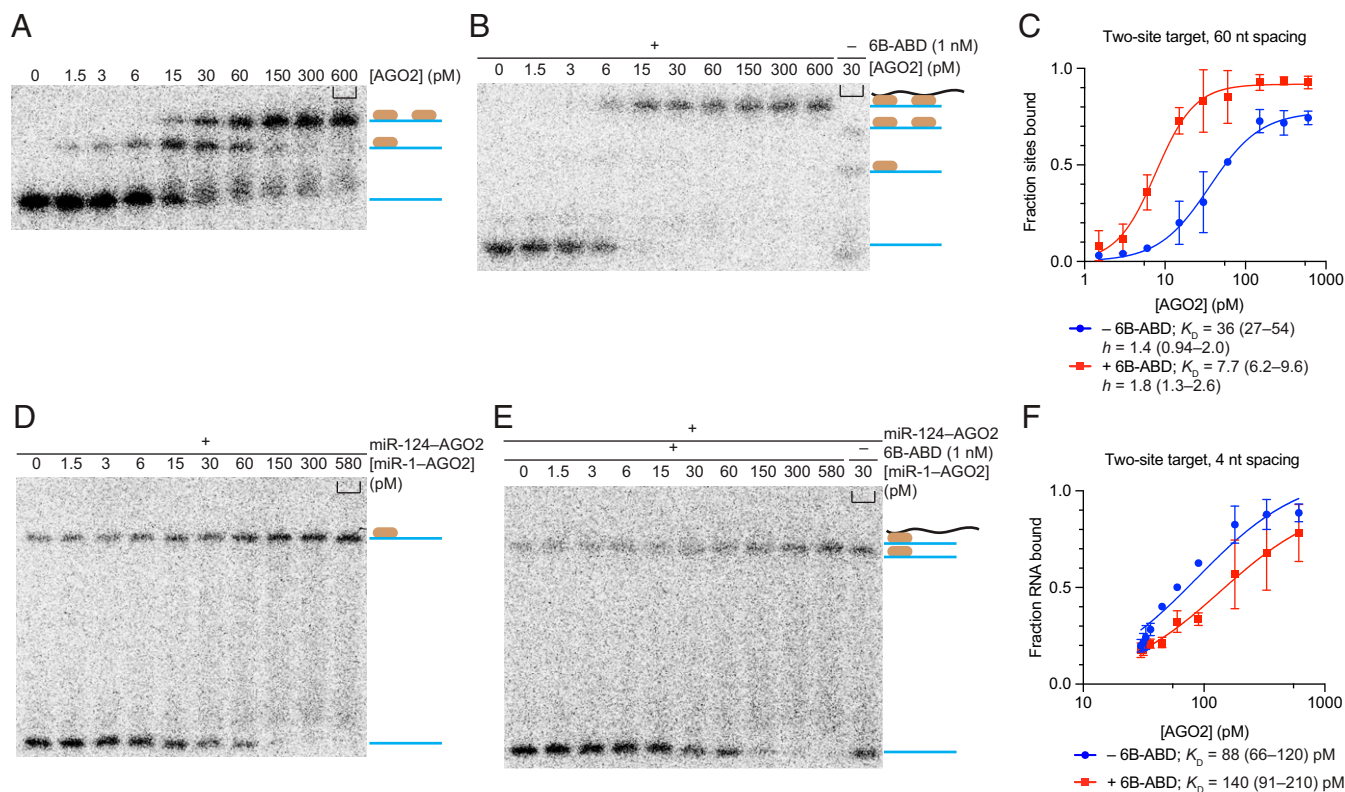 A
0 1.5 3 6 15 30 60 150 300 600 [AGO2] (pM)
B
+ – 6B-ABD (1 nM)
0 1.5 3 6 15 30 60 150 300 600 30 [AGO2] (pM)
C
Two-site target, 60 nt spacing
Fraction sites bound
1.0
0.5
0.0
1 10 100 1000
[AGO2] (pM)
– 6B-ABD; KD = 36 (27–54)
h = 1.4 (0.94–2.0)
+ 6B-ABD; KD = 7.7 (6.2–9.6)
h = 1.8 (1.3–2.6)
D
+ miR-124–AGO2
0 1.5 3 6 15 30 60 150 300 580 [miR-1–AGO2]
(pM)
E
+ miR-124–AGO2
+ – 6B-ABD (1 nM)
0 1.5 3 6 15 30 60 150 300 580 30 [miR-1–AGO2]
(pM)
F
Two-site target, 4 nt spacing
Fraction RNA bound
1.0
0.5
0.0
10 100 1000
[AGO2] (pM)
– 6B-ABD; KD = 88 (66–120) pM
+ 6B-ABD; KD = 140 (91–210) pM